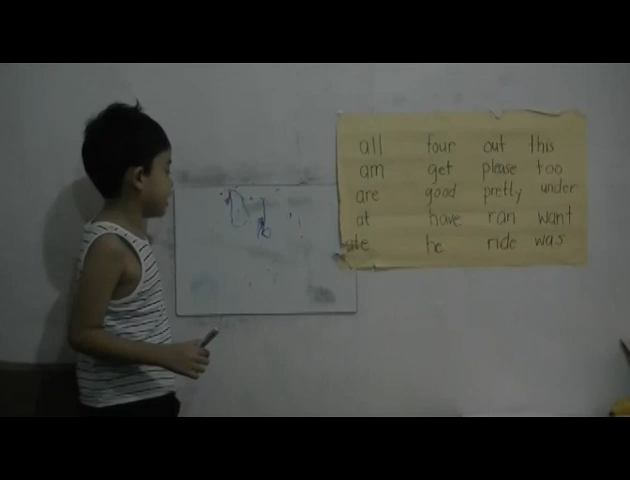 all four out this
am get please too
are good pretty under
at have ran want
ate he ride was